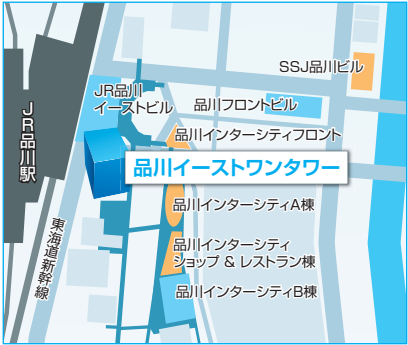 SSJ品川ビル
JR品川
イーストビル
品川フロントビル
JR品川駅
品川インターシティフロント
品川イーストワンタワー
品川インターシティA棟
東海道新幹線
品川インターシティ
ショップ & レストラン棟
品川インターシティB棟